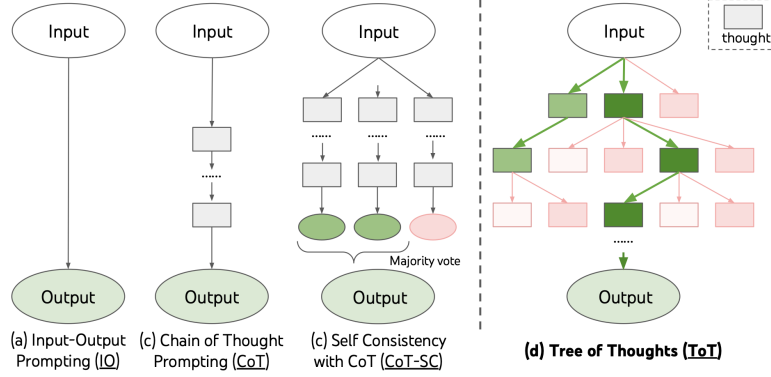 Input
Input
Input
Input
thought
......
......
......
......
......
Majority vote
Output
Output
Output
Output
(a) Input-Output
Prompting (IO)
(c) Chain of Thought
Prompting (CoT)
(c) Self Consistency
with CoT (CoT-SC)
(d) Tree of Thoughts (ToT)